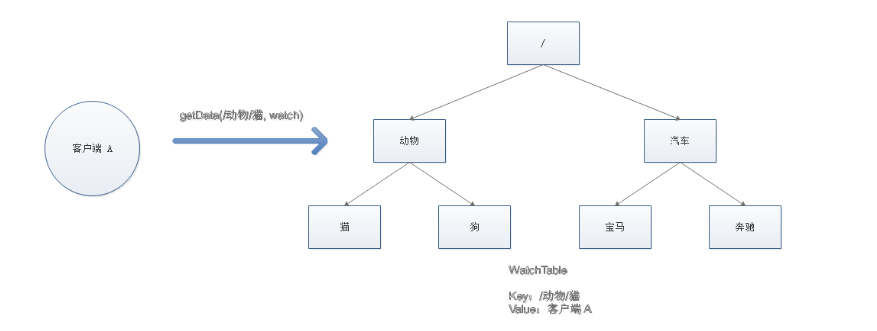 /
getData(/动物/猫, watch)
客户端 A
动物
汽车
猫
狗
宝马
奔驰
WatchTable
Key：/动物/猫
Value：客户端 A